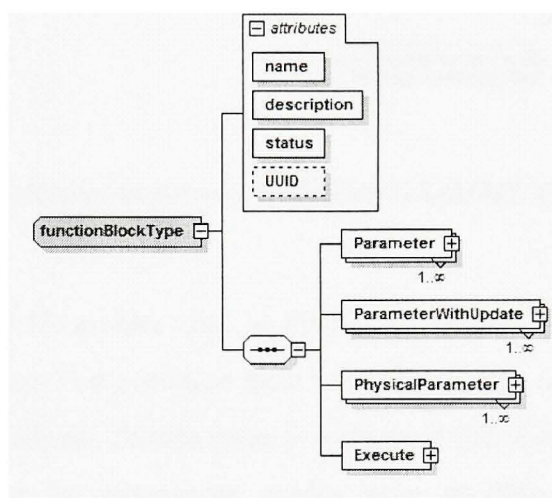 attributes
name
description
status
UUID
functionBlockType
Parameter
1..∞
ParameterWithUpdate
1..∞
PhysicalParameter
1..∞
Execute